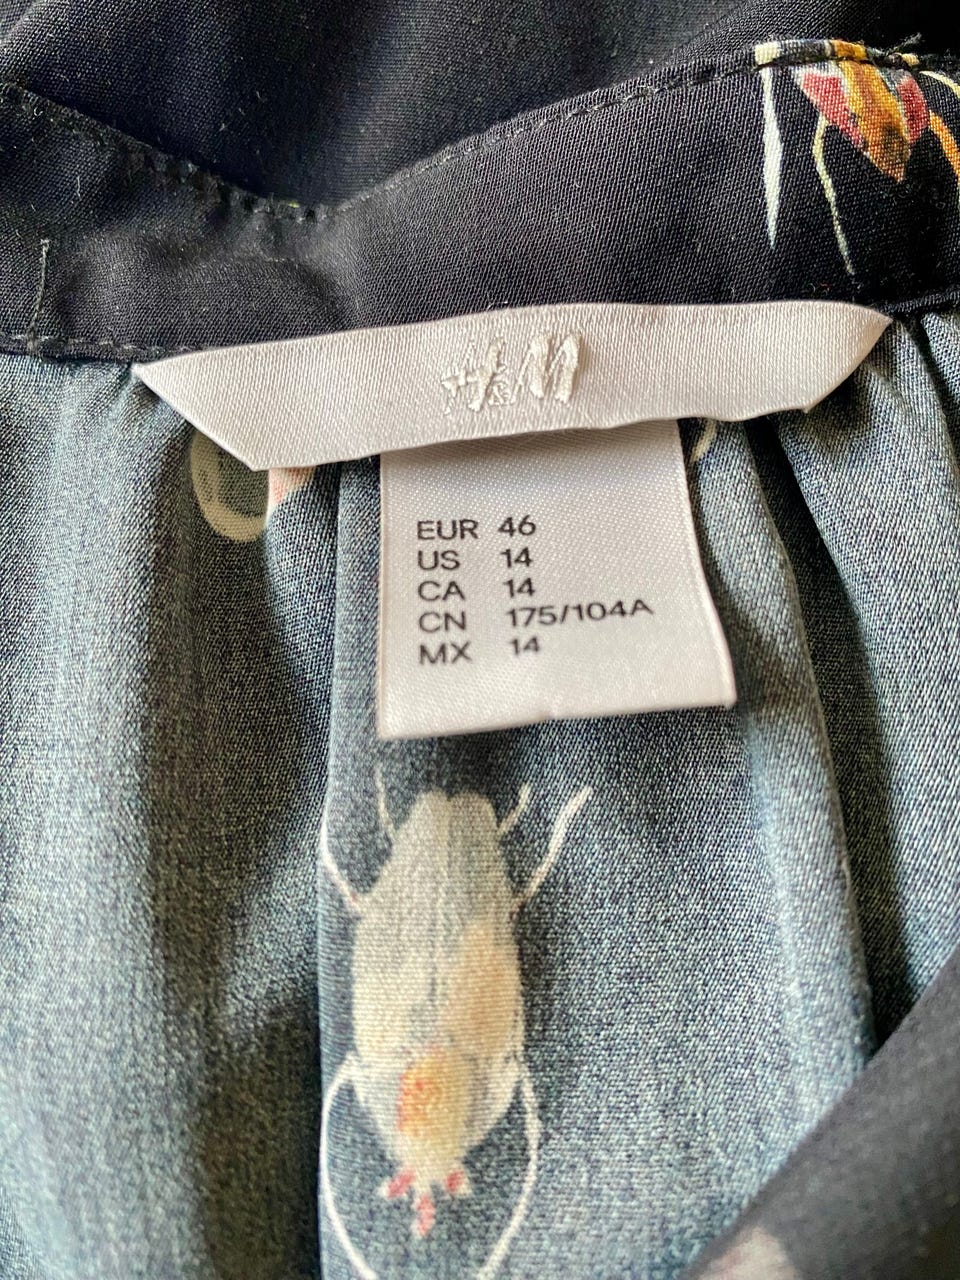 H&M
EUR 46
US 14
CA 14
CN 175/104A
MX 14